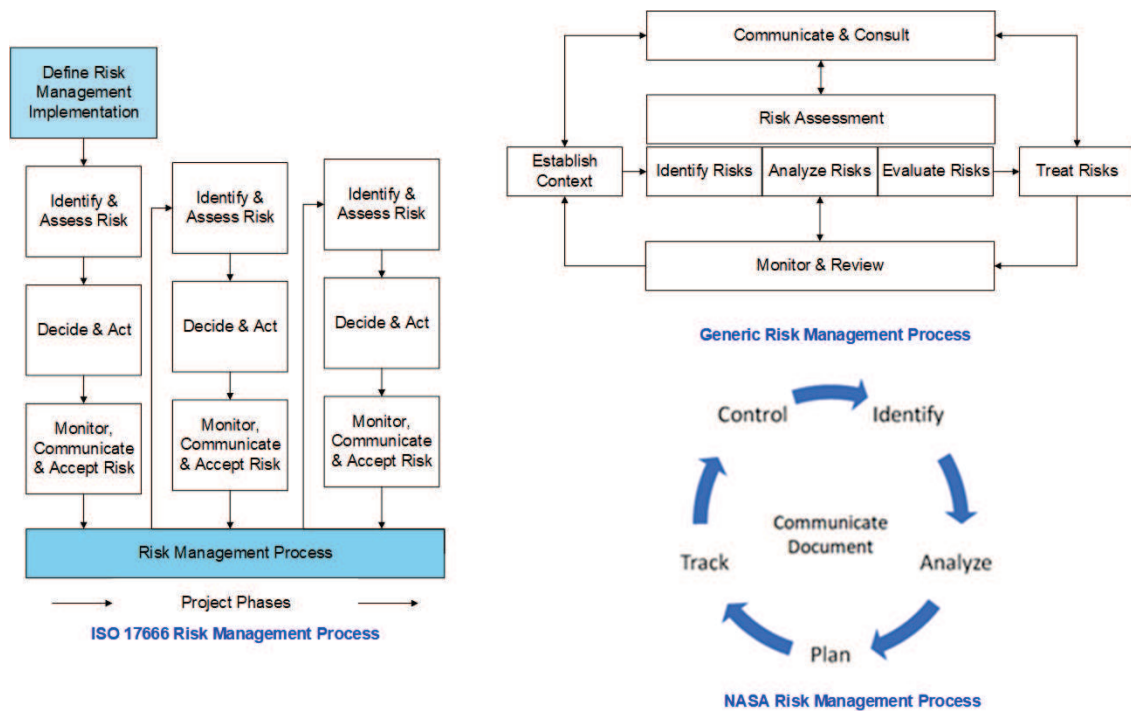 Define Risk
Management
Implementation
Identify &
Assess Risk
Decide & Act
Monitor,
Communicate
& Accept Risk
Identify &
Assess Risk
Decide & Act
Monitor,
Communicate
& Accept Risk
Identify &
Assess Risk
Decide & Act
Monitor,
Communicate
& Accept Risk
Risk Management Process
Project Phases
ISO 17666 Risk Management Process
Communicate & Consult
Risk Assessment
Establish
Context
Identify Risks
Analyze Risks
Evaluate Risks
Treat Risks
Monitor & Review
Generic Risk Management Process
Control
Identify
Communicate
Document
Track
Analyze
Plan
NASA Risk Management Process